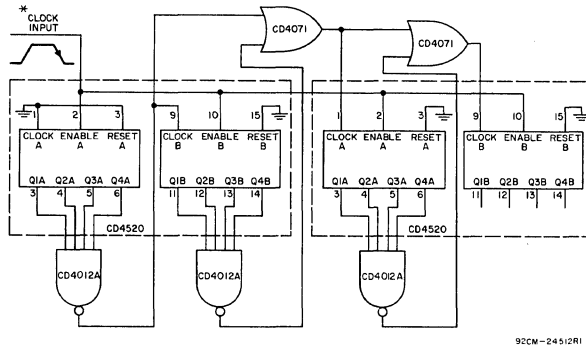 * CLOCK INPUT
CD4071
CD4071
1 2 3
CLOCK A ENABLE A RESET A
Q1A Q2A Q3A Q4A
3 4 5 6
9 10 15
CLOCK B ENABLE B RESET B
Q1B Q2B Q3B Q4B
11 12 13 14
CD4520
1 2 3
CLOCK A ENABLE A RESET A
Q1A Q2A Q3A Q4A
3 4 5 6
9 10 15
CLOCK B ENABLE B RESET B
Q1B Q2B Q3B Q4B
11 12 13 14
CD4520
CD4012A
CD4012A
CD4012A
92CM-24512R1